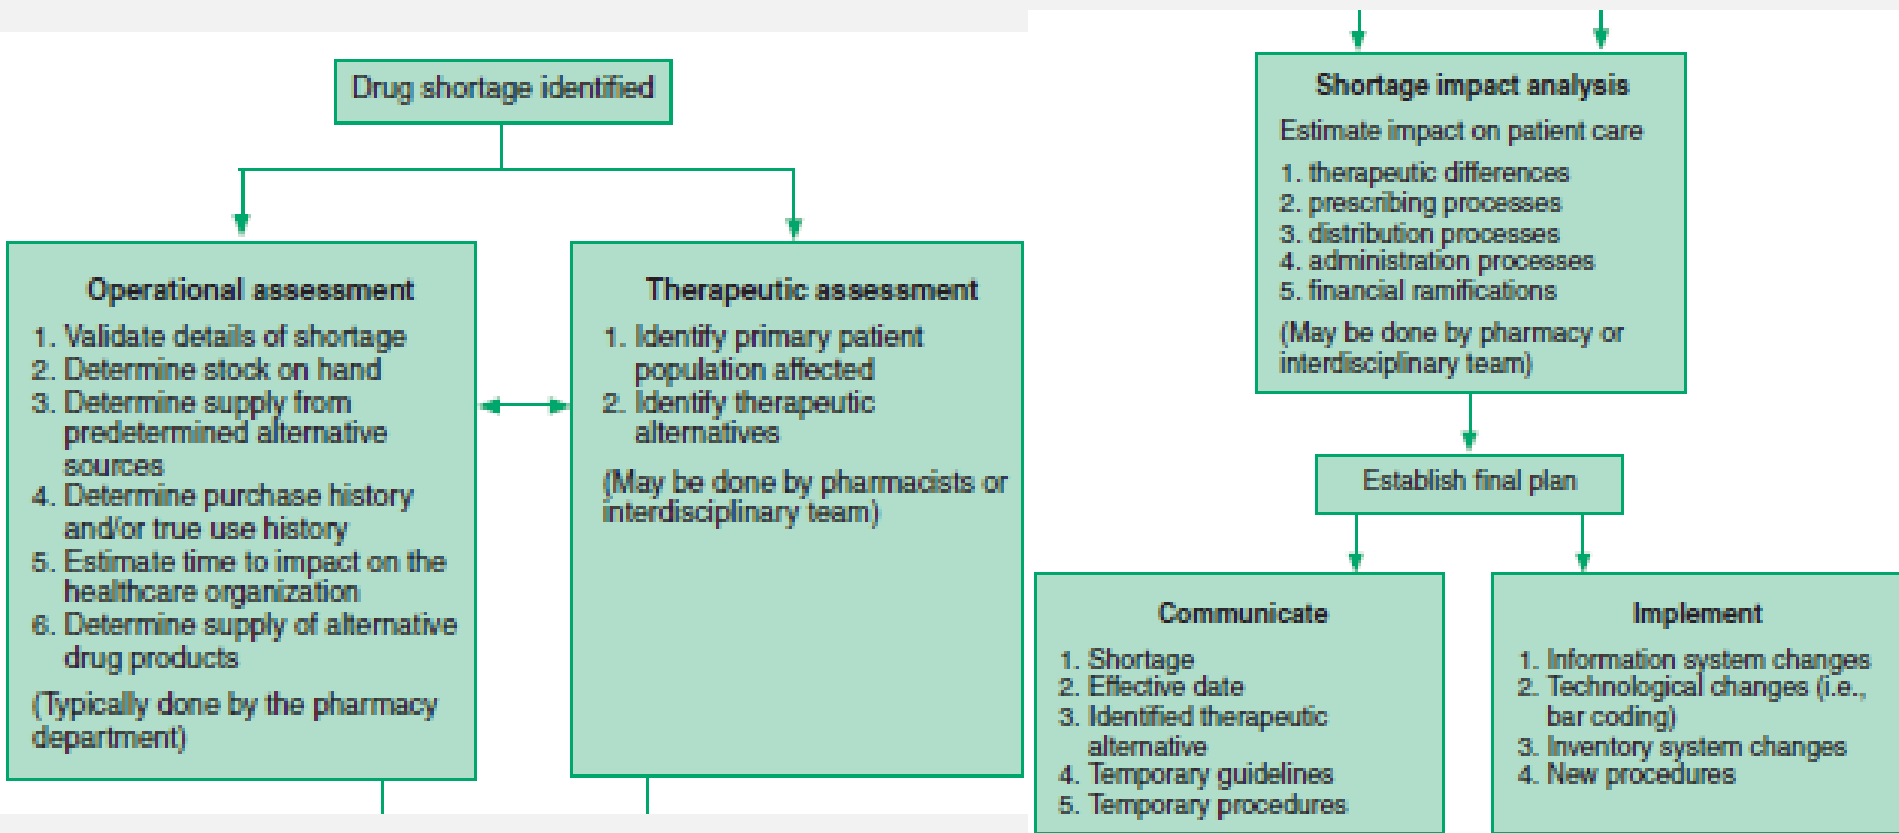 Drug shortage identified
Operational assessment
1. Validate details of shortage
2. Determine stock on hand
3. Determine supply from
predetermined alternative
sources
4. Determine purchase history
and/or true use history
5. Estimate time to impact on the
healthcare organization
6. Determine supply of alternative
drug products
(Typically done by the pharmacy
department)
Therapeutic assessment
1. Identify primary patient
population affected
2. Identify therapeutic
alternatives
(May be done by pharmacists or
interdisciplinary team)
Shortage impact analysis
Estimate impact on patient care
1. therapeutic differences
2. prescribing processes
3. distribution processes
4. administration processes
5. financial ramifications
(May be done by pharmacy or
interdisciplinary team)
Establish final plan
Communicate
1. Shortage
2. Effective date
3. Identified therapeutic
alternative
4. Temporary guidelines
5. Temporary procedures
Implement
1. Information system changes
2. Technological changes (i.e.,
bar coding)
3. Inventory system changes
4. New procedures